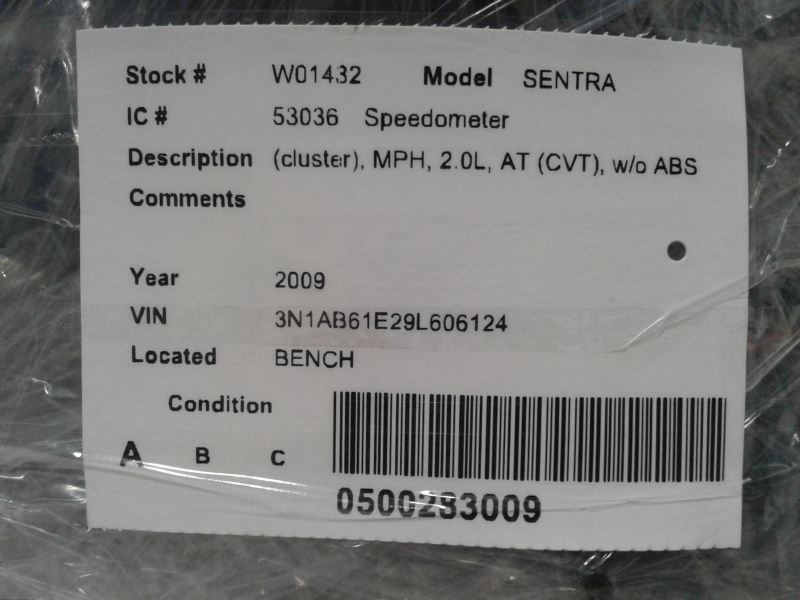 Stock # W01432 Model SENTRA
IC # 53036 Speedometer
Description (cluster), MPH, 2.0L, AT (CVT), w/o ABS
Comments
Year 2009
VIN 3N1AB61E29L606124
Located BENCH
Condition
A B C
0500283009